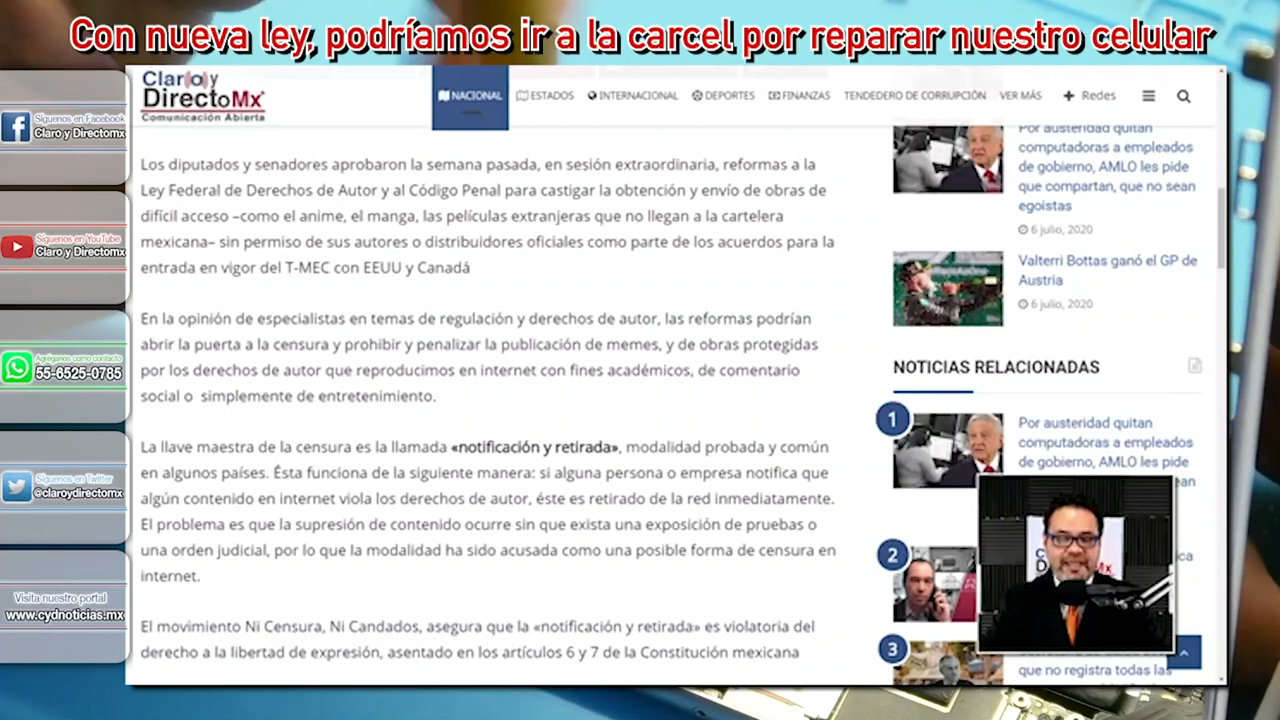 Con nueva ley, podríamos ir a la carcel por reparar nuestro celular
Síguenos en Facebook
Claro y Directomx
Síguenos en YouTube
Claro y Directomx
Agréganos como contacto
55-6525-0785
Síguenos en Twitter
@claroydirectomx
Visita nuestro portal
www.cydnoticias.mx
Claro y
DirectoMx
Comunicación Abierta
NACIONAL ESTADOS INTERNACIONAL DEPORTES FINANZAS TENDEDERO DE CORRUPCIÓN VER MÁS + Redes
Los diputados y senadores aprobaron la semana pasada, en sesión extraordinaria, reformas a la
Ley Federal de Derechos de Autor y al Código Penal para castigar la obtención y envío de obras de
difícil acceso –como el anime, el manga, las películas extranjeras que no llegan a la cartelera
mexicana– sin permiso de sus autores o distribuidores oficiales como parte de los acuerdos para la
entrada en vigor del T-MEC con EEUU y Canadá
En la opinión de especialistas en temas de regulación y derechos de autor, las reformas podrían
abrir la puerta a la censura y prohibir y penalizar la publicación de memes, y de obras protegidas
por los derechos de autor que reproducimos en internet con fines académicos, de comentario
social o simplemente de entretenimiento.
La llave maestra de la censura es la llamada «notificación y retirada», modalidad probada y común
en algunos países. Ésta funciona de la siguiente manera: si alguna persona o empresa notifica que
algún contenido en internet viola los derechos de autor, éste es retirado de la red inmediatamente.
El problema es que la supresión de contenido ocurre sin que exista una exposición de pruebas o
una orden judicial, por lo que la modalidad ha sido acusada como una posible forma de censura en
internet.
El movimiento Ni Censura, Ni Candados, asegura que la «notificación y retirada» es violatoria del
derecho a la libertad de expresión, asentado en los artículos 6 y 7 de la Constitución mexicana
Por austeridad quitan
computadoras a empleados
de gobierno, AMLO les pide
que compartan, que no sean
egoistas
6 julio, 2020
Valterri Bottas ganó el GP de
Austria
6 julio, 2020
NOTICIAS RELACIONADAS
1
Por austeridad quitan
computadoras a empleados
de gobierno, AMLO les pide
2
3
que no registra todas las